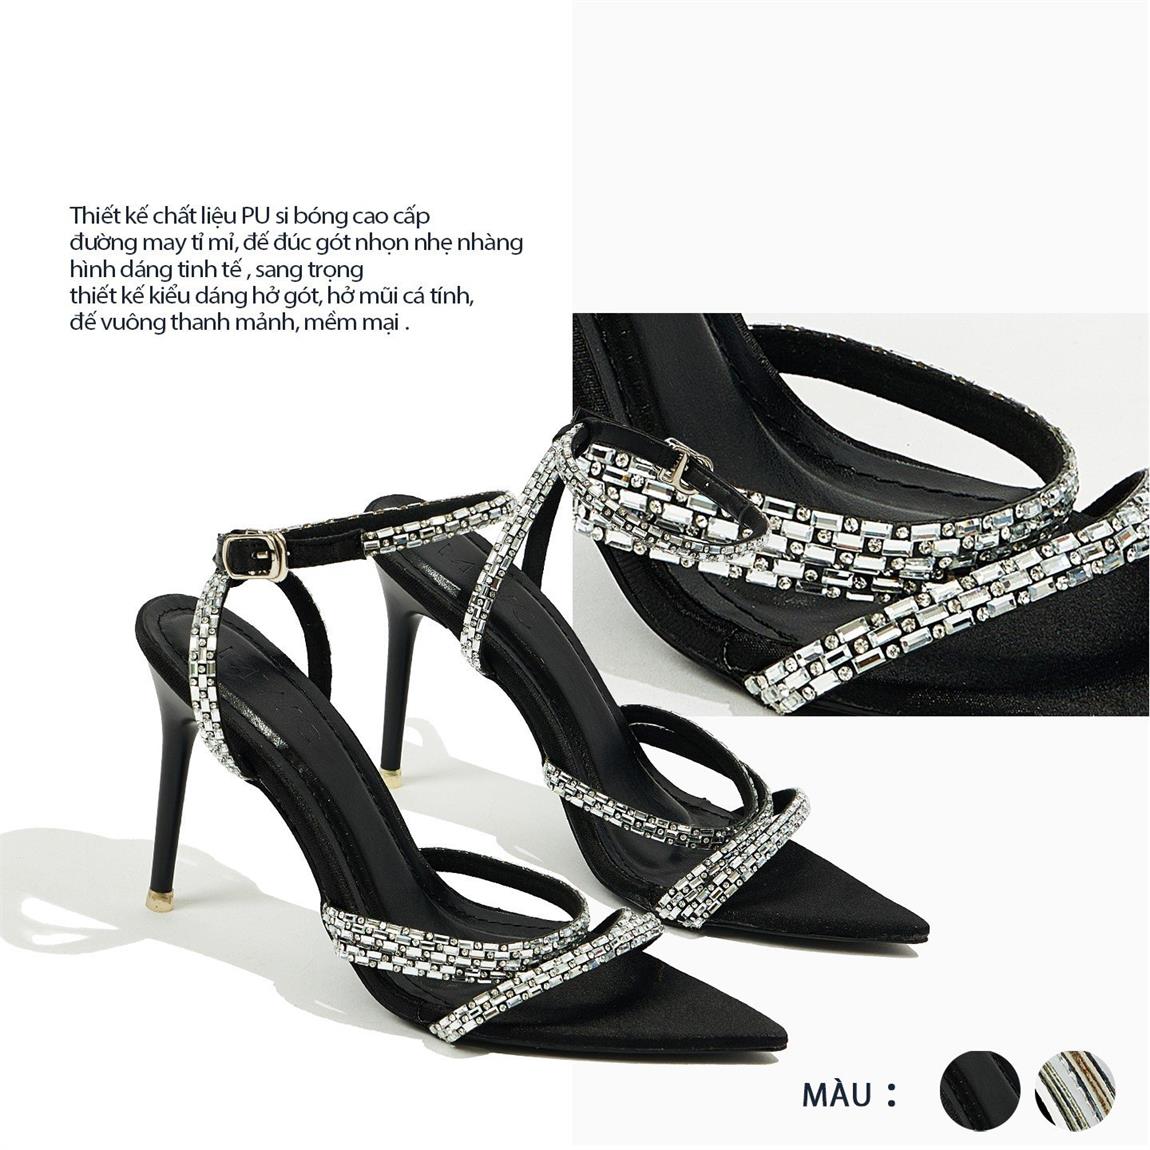 Thiết kế chất liệu PU si bóng cao cấp
đường may tỉ mỉ, đế đúc gót nhọn nhẹ nhàng
hình dáng tinh tế , sang trọng
thiết kế kiểu dáng hở gót, hở mũi cá tính,
đế vuông thanh mảnh, mềm mại .
MÀU :